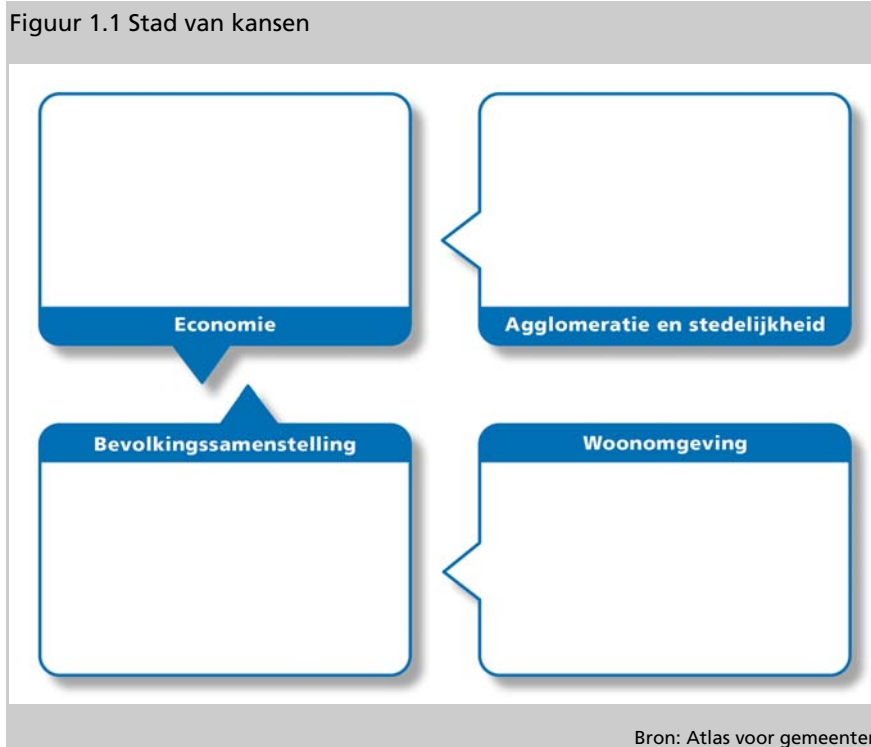 Figuur 1.1 Stad van kansen
Economie
Agglomeratie en stedelijkheid
Bevolkingssamenstelling
Woonomgeving
Bron: Atlas voor gemeenten